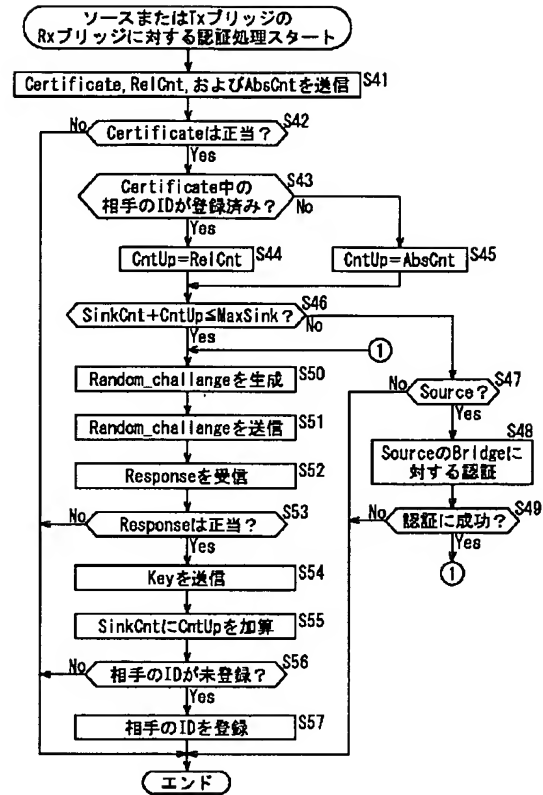 ソースまたはTxブリッジの
Rxブリッジに対する認証処理スタート
Certificate,RelCnt,およびAbsCntを送信 S41
Certificateは正当？ S42
No
Yes
Certificate中の
相手のIDが登録済み？ S43
No
Yes
CntUp=RelCnt S44
CntUp=AbsCnt S45
SinkCnt+CntUp≦MaxSink？ S46
No
Yes
①
Random_challangeを生成 S50
Source？ S47
No
Yes
Random_challangeを送信 S51
SourceのBridgeに
対する認証 S48
Responseを受信 S52
認証に成功？ S49
No
Yes
①
Responseは正当？ S53
No
Yes
Keyを送信 S54
SinkCntにCntUpを加算 S55
相手のIDが未登録？ S56
No
Yes
相手のIDを登録 S57
エンド